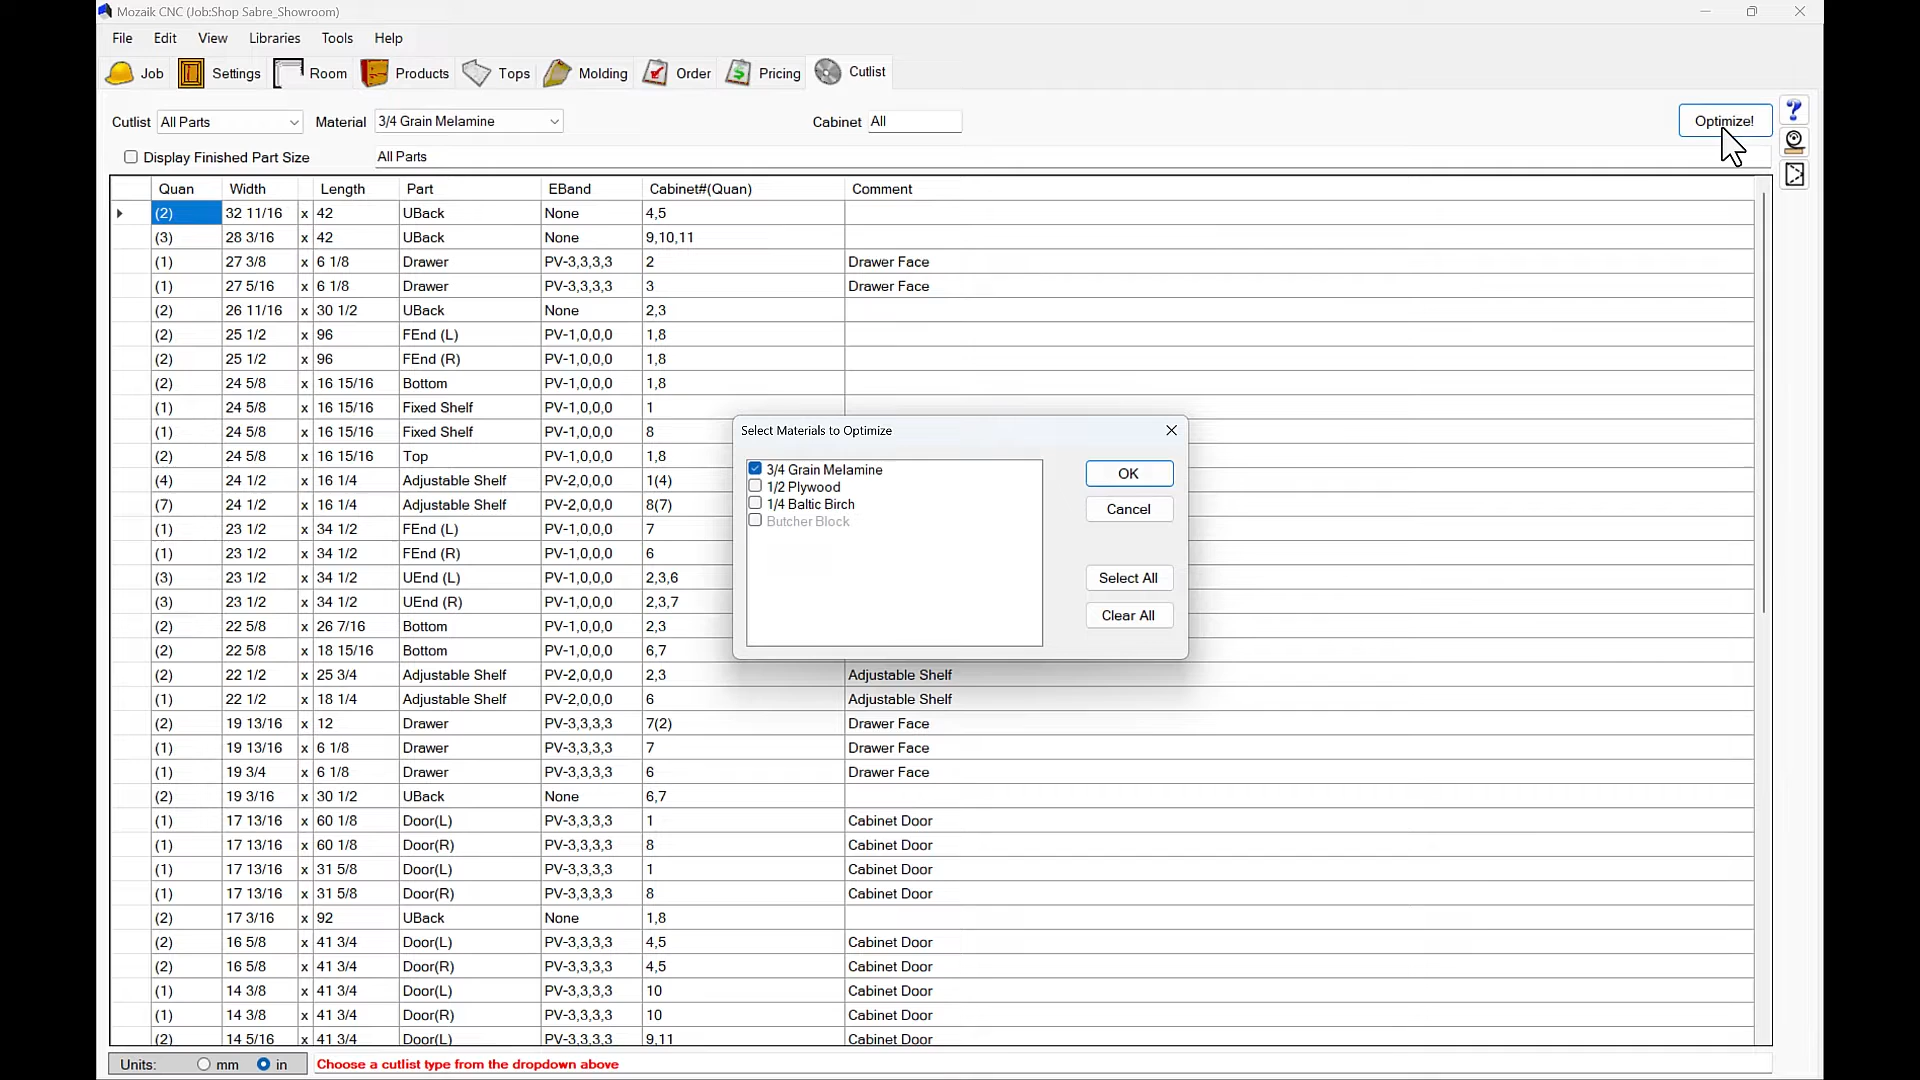 Mozaik CNC (Job:Shop Sabre_Showroom)
File Edit View Libraries Tools Help
Job Settings Room Products Tops Molding Order Pricing Cutlist
Cutlist All Parts Material 3/4 Grain Melamine Cabinet All Optimize!
Display Finished Part Size All Parts
Quan Width Length Part EBand Cabinet#(Quan) Comment
(2) 32 11/16 x 42 UBack None 4,5
(3) 28 3/16 x 42 UBack None 9,10,11
(1) 27 3/8 x 6 1/8 Drawer PV-3,3,3,3 2 Drawer Face
(1) 27 5/16 x 6 1/8 Drawer PV-3,3,3,3 3 Drawer Face
(2) 26 11/16 x 30 1/2 UBack None 2,3
(2) 25 1/2 x 96 FEnd (L) PV-1,0,0,0 1,8
(2) 25 1/2 x 96 FEnd (R) PV-1,0,0,0 1,8
(2) 24 5/8 x 16 15/16 Bottom PV-1,0,0,0 1,8
(1) 24 5/8 x 16 15/16 Fixed Shelf PV-1,0,0,0 1
(1) 24 5/8 x 16 15/16 Fixed Shelf PV-1,0,0,0 8
(2) 24 5/8 x 16 15/16 Top PV-1,0,0,0 1,8
(4) 24 1/2 x 16 1/4 Adjustable Shelf PV-2,0,0,0 1(4)
(7) 24 1/2 x 16 1/4 Adjustable Shelf PV-2,0,0,0 8(7)
(1) 23 1/2 x 34 1/2 FEnd (L) PV-1,0,0,0 7
(1) 23 1/2 x 34 1/2 FEnd (R) PV-1,0,0,0 6
(3) 23 1/2 x 34 1/2 UEnd (L) PV-1,0,0,0 2,3,6
(3) 23 1/2 x 34 1/2 UEnd (R) PV-1,0,0,0 2,3,7
(2) 22 5/8 x 26 7/16 Bottom PV-1,0,0,0 2,3
(2) 22 5/8 x 18 15/16 Bottom PV-1,0,0,0 6,7
(2) 22 1/2 x 25 3/4 Adjustable Shelf PV-2,0,0,0 2,3 Adjustable Shelf
(1) 22 1/2 x 18 1/4 Adjustable Shelf PV-2,0,0,0 6 Adjustable Shelf
(2) 19 13/16 x 12 Drawer PV-3,3,3,3 7(2) Drawer Face
(1) 19 13/16 x 6 1/8 Drawer PV-3,3,3,3 7 Drawer Face
(1) 19 3/4 x 6 1/8 Drawer PV-3,3,3,3 6 Drawer Face
(2) 19 3/16 x 30 1/2 UBack None 6,7
(1) 17 13/16 x 60 1/8 Door(L) PV-3,3,3,3 1 Cabinet Door
(1) 17 13/16 x 60 1/8 Door(R) PV-3,3,3,3 8 Cabinet Door
(1) 17 13/16 x 31 5/8 Door(L) PV-3,3,3,3 1 Cabinet Door
(1) 17 13/16 x 31 5/8 Door(R) PV-3,3,3,3 8 Cabinet Door
(2) 17 3/16 x 92 UBack None 1,8
(2) 16 5/8 x 41 3/4 Door(L) PV-3,3,3,3 4,5 Cabinet Door
(2) 16 5/8 x 41 3/4 Door(R) PV-3,3,3,3 4,5 Cabinet Door
(1) 14 3/8 x 41 3/4 Door(L) PV-3,3,3,3 10 Cabinet Door
(1) 14 3/8 x 41 3/4 Door(R) PV-3,3,3,3 10 Cabinet Door
(2) 14 5/16 x 41 3/4 Door(L) PV-3,3,3,3 9,11 Cabinet Door
Select Materials to Optimize
3/4 Grain Melamine
1/2 Plywood
1/4 Baltic Birch
Butcher Block
OK
Cancel
Select All
Clear All
Units: mm in Choose a cutlist type from the dropdown above